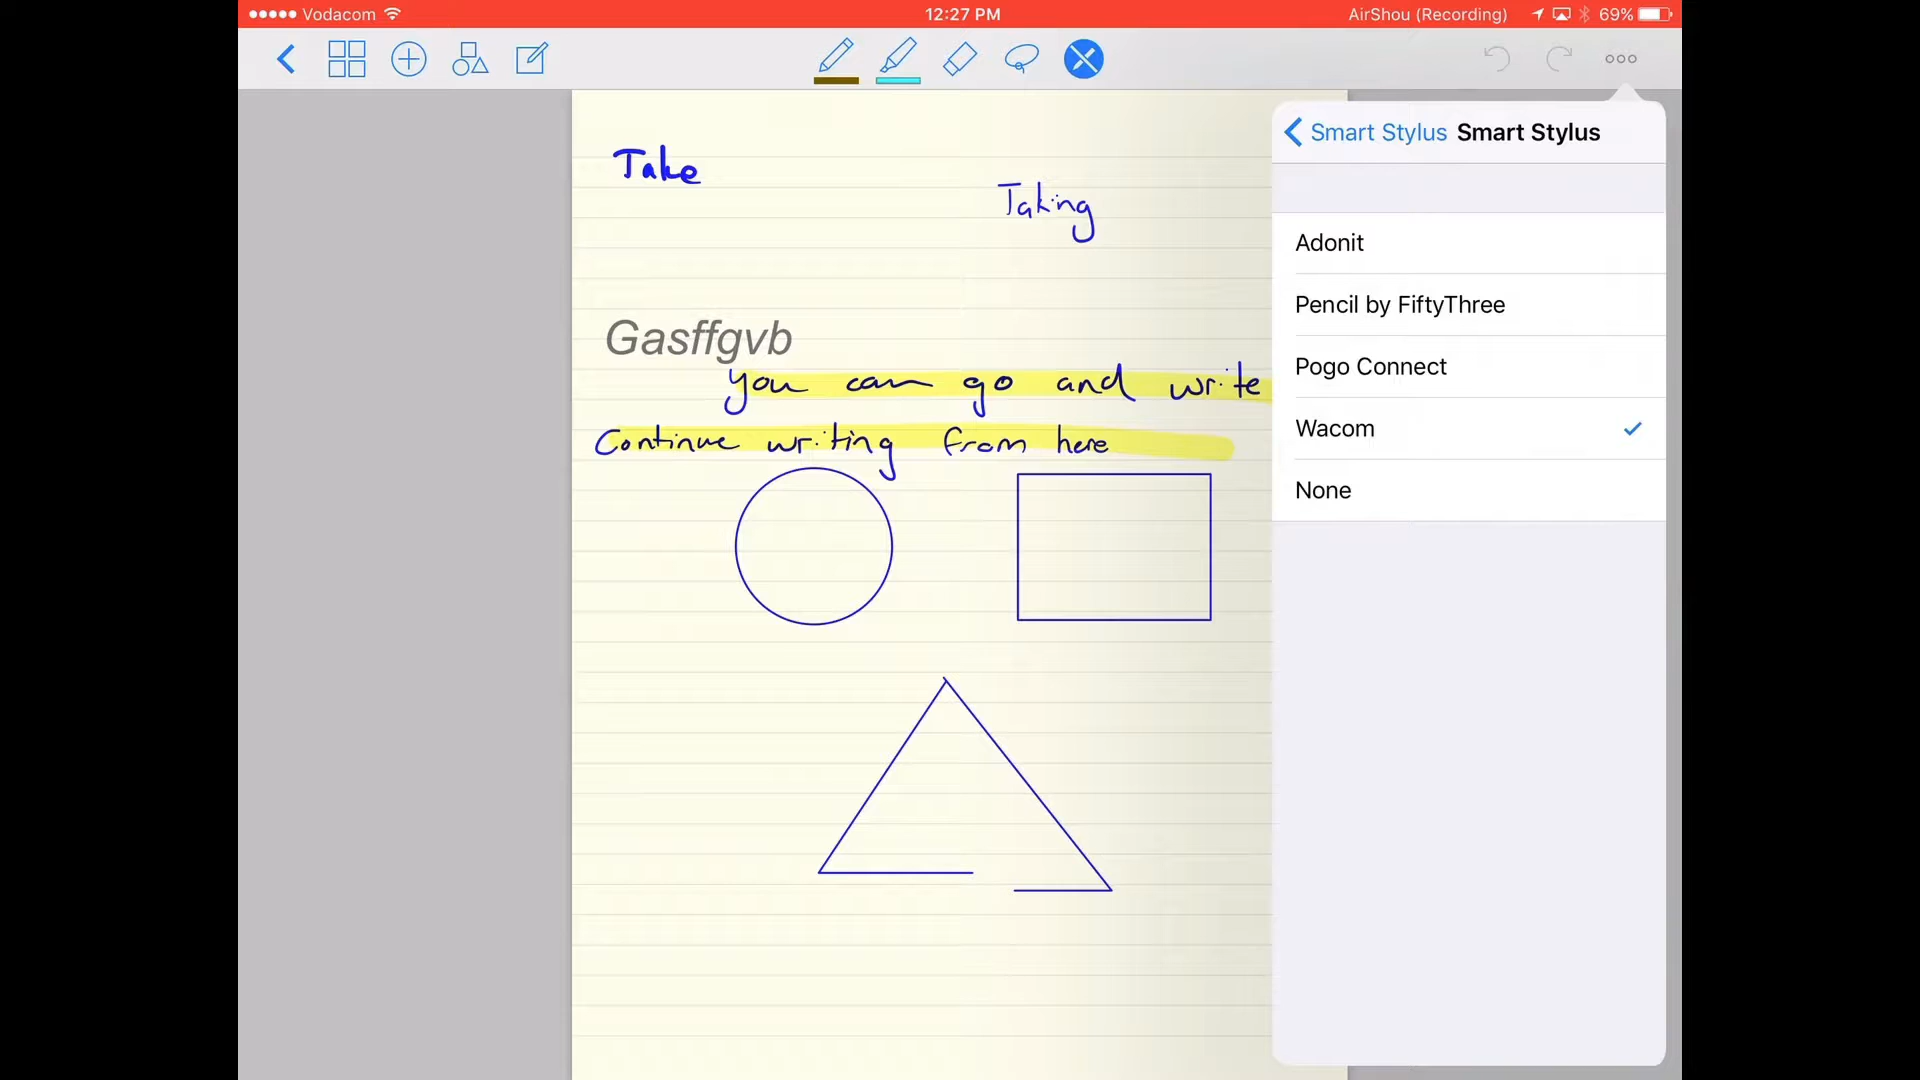 Vodacom 12:27 PM AirShou (Recording) 69%
Smart Stylus Smart Stylus
Take
Taking
Gasffgvb
you can go and write
Continue writing from here
Adonit
Pencil by FiftyThree
Pogo Connect
Wacom
None